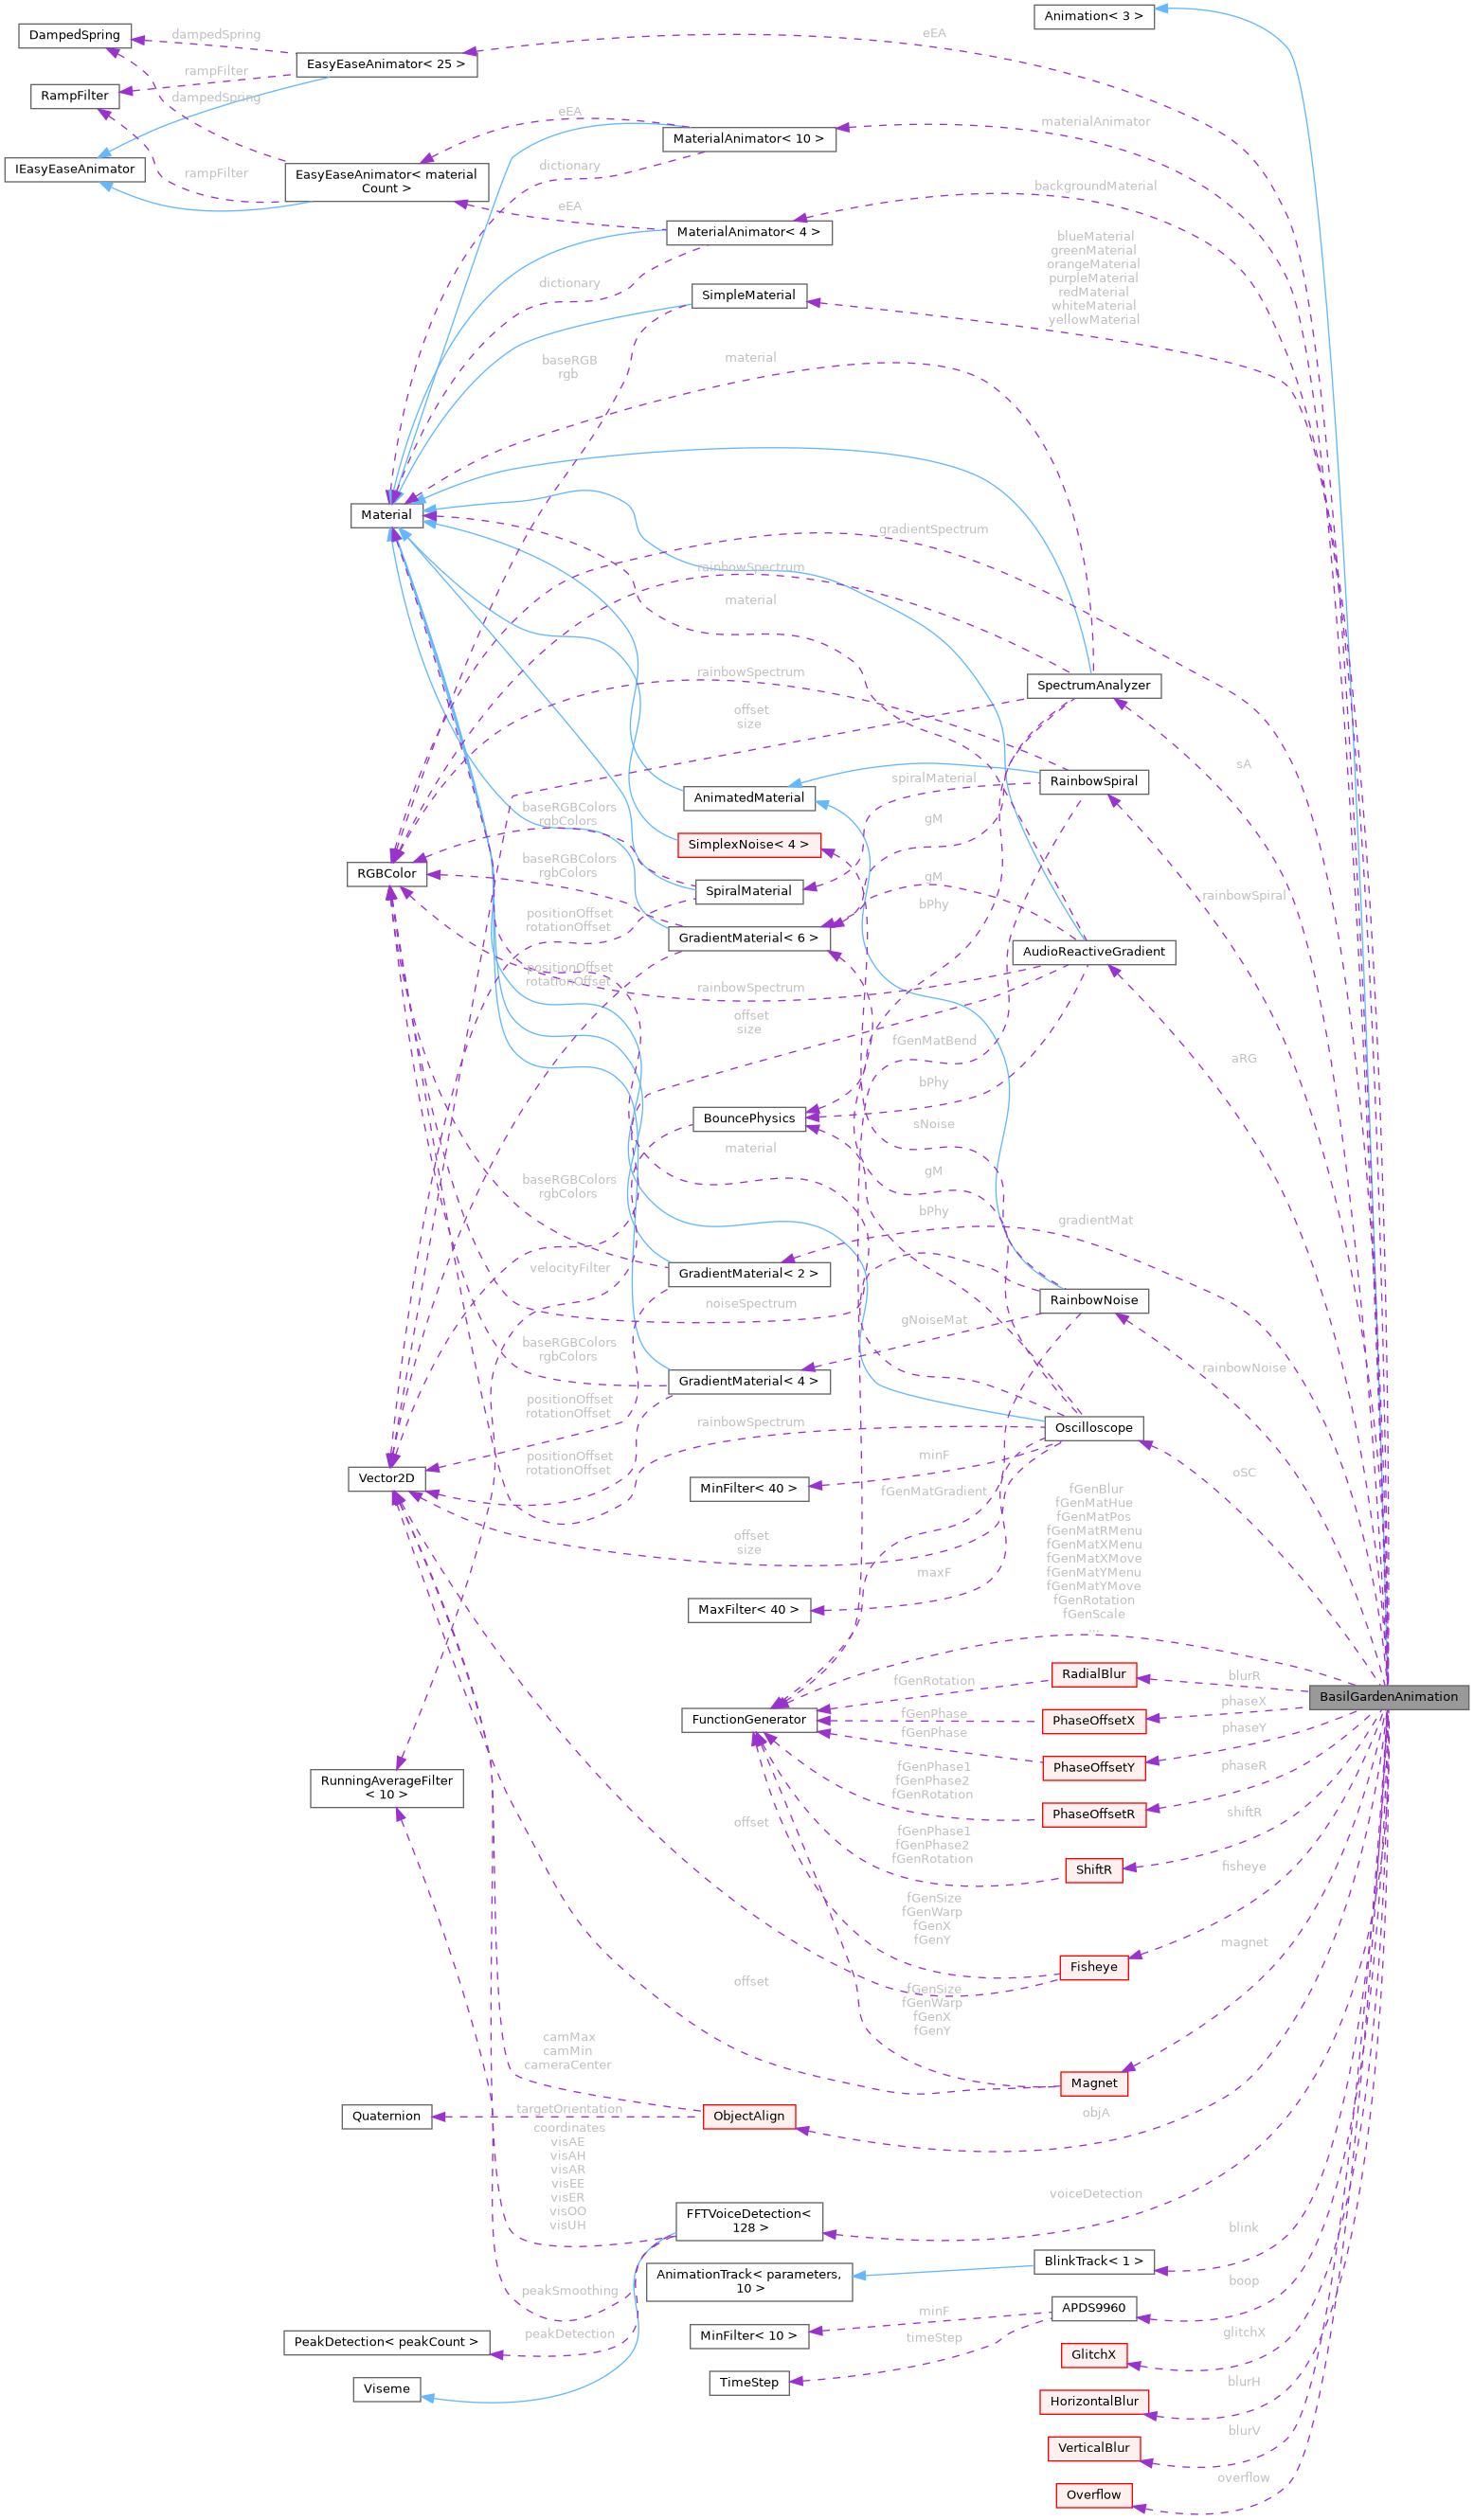 Animation< 3 >
eEA
dampedSpring
DampedSpring
EasyEaseAnimator< 25 >
rampFilter
RampFilter
dampedSpring
eEA
materialAnimator
MaterialAnimator< 10 >
IEasyEaseAnimator
rampFilter
EasyEaseAnimator< material
Count >
dictionary
backgroundMaterial
eEA
MaterialAnimator< 4 >
blueMaterial
greenMaterial
orangeMaterial
purpleMaterial
redMaterial
whiteMaterial
yellowMaterial
dictionary
SimpleMaterial
baseRGB
rgb
material
Material
gradientSpectrum
rainbowSpectrum
material
rainbowSpectrum
SpectrumAnalyzer
offset
size
sA
spiralMaterial
RainbowSpiral
AnimatedMaterial
baseRGBColors
rgbColors
gM
SimplexNoise< 4 >
baseRGBColors
rgbColors
RGBColor
gM
SpiralMaterial
rainbowSpiral
bPhy
positionOffset
rotationOffset
GradientMaterial< 6 >
AudioReactiveGradient
positionOffset
rotationOffset
rainbowSpectrum
offset
size
fGenMatBend
aRG
bPhy
BouncePhysics
sNoise
material
gM
baseRGBColors
rgbColors
bPhy
gradientMat
velocityFilter
GradientMaterial< 2 >
RainbowNoise
noiseSpectrum
gNoiseMat
baseRGBColors
rgbColors
rainbowNoise
GradientMaterial< 4 >
positionOffset
rotationOffset
rainbowSpectrum
Oscilloscope
minF
positionOffset
rotationOffset
Vector2D
oSC
MinFilter< 40 >
fGenMatGradient
fGenBlur
fGenMatHue
fGenMatPos
fGenMatRMenu
fGenMatXMenu
fGenMatXMove
fGenMatYMenu
fGenMatYMove
fGenRotation
fGenScale
...
offset
size
maxF
MaxFilter< 40 >
RadialBlur
blurR
fGenRotation
BasilGardenAnimation
phaseX
fGenPhase
FunctionGenerator
PhaseOffsetX
phaseY
fGenPhase
PhaseOffsetY
phaseR
fGenPhase1
fGenPhase2
fGenRotation
RunningAverageFilter
< 10 >
PhaseOffsetR
shiftR
offset
fGenPhase1
fGenPhase2
fGenRotation
ShiftR
fisheye
fGenSize
fGenWarp
fGenX
fGenY
magnet
Fisheye
offset
fGenSize
fGenWarp
fGenX
fGenY
camMax
camMin
cameraCenter
Magnet
targetOrientation
Quaternion
ObjectAlign
objA
coordinates
visAE
visAH
visAR
visEE
visER
visOO
visUH
voiceDetection
FFTVoiceDetection<
128 >
blink
BlinkTrack< 1 >
AnimationTrack< parameters,
10 >
peakSmoothing
boop
APDS9960
minF
peakDetection
PeakDetection< peakCount >
MinFilter< 10 >
timeStep
glitchX
GlitchX
Viseme
TimeStep
blurH
HorizontalBlur
blurV
VerticalBlur
overflow
Overflow